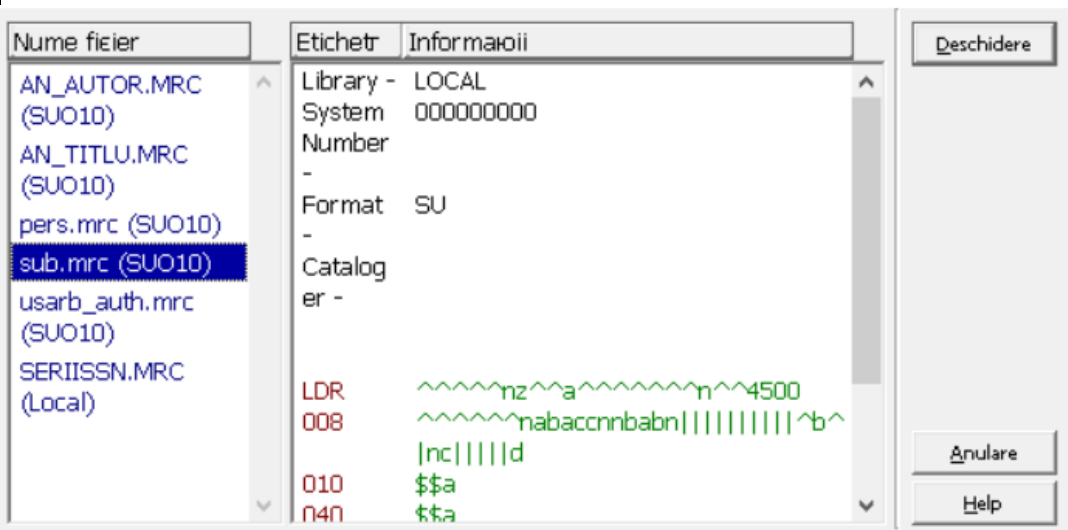 Nume fiєier
AN_AUTOR.MRC
(SUO10)
AN_TITLU.MRC
(SUO10)
pers.mrc (SUO10)
sub.mrc (SUO10)
usarb_auth.mrc
(SUO10)
SERIISSN.MRC
(Local)
Etichetг Informaюii
Library - LOCAL
System 000000000
Number
-
Format SU
-
Catalog
er -
LDR ^^^^^nz^^a^^^^^^^n^^4500
008 ^^^^^^nabaccnnbabn||||||||||^b^
|nc|||||d
010 $$a
040 $$a
Deschidere
Anulare
Help